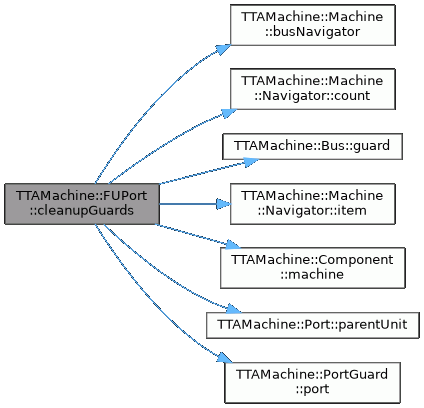 TTAMachine::FUPort
::cleanupGuards
TTAMachine::Machine
::busNavigator
TTAMachine::Machine
::Navigator::count
TTAMachine::Bus::guard
TTAMachine::Machine
::Navigator::item
TTAMachine::Component
::machine
TTAMachine::Port::parentUnit
TTAMachine::PortGuard
::port